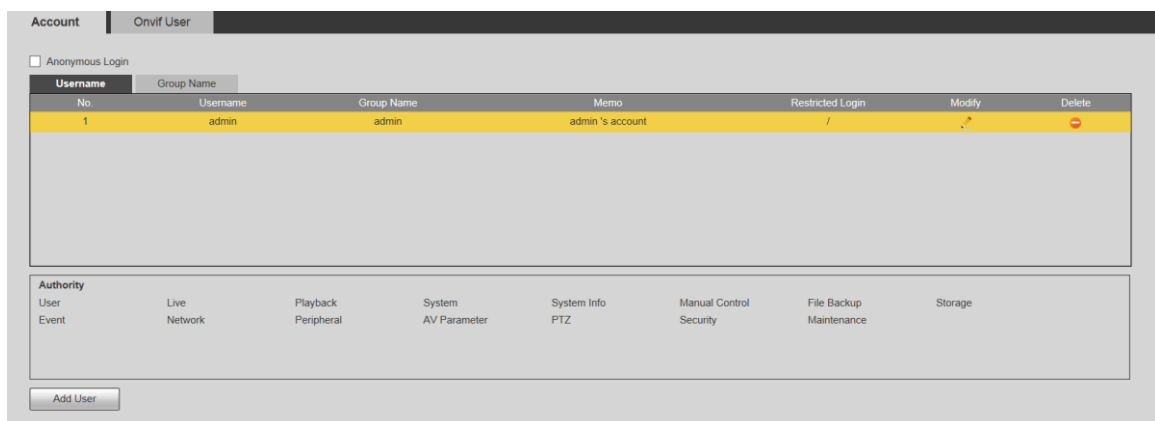 Account Onvif User
Anonymous Login
Username Group Name
No. Username Group Name Memo Restricted Login Modify Delete
1 admin admin admin 's account /
Authority
User Live Playback System System Info Manual Control File Backup Storage
Event Network Peripheral AV Parameter PTZ Security Maintenance
Add User